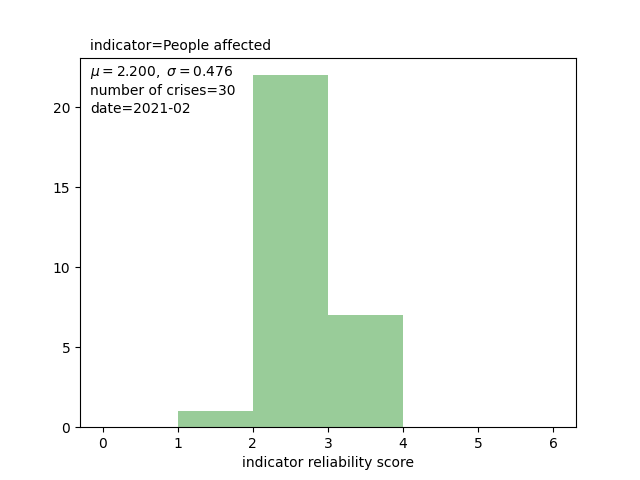 indicator=People affected
μ = 2.200, σ = 0.476
number of crises=30
date=2021-02
20
15
10
5
0
0 1 2 3 4 5 6
indicator reliability score